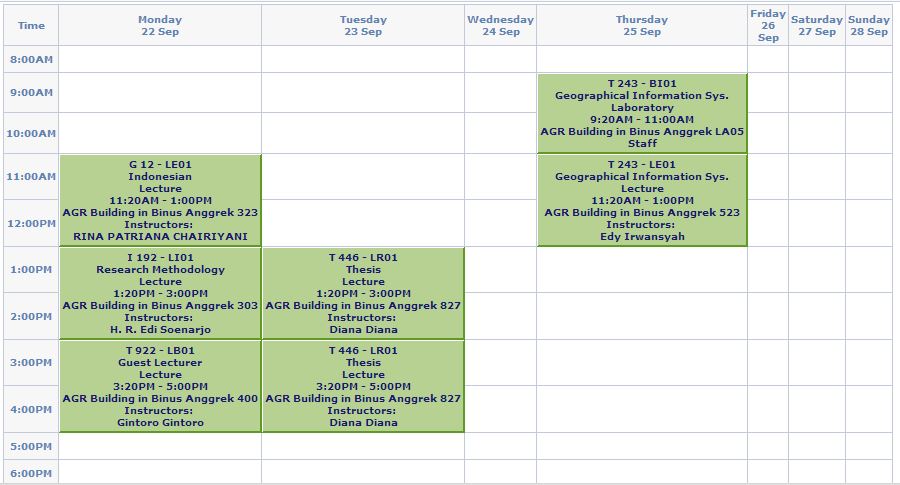 Time
Monday
22 Sep
Tuesday
23 Sep
Wednesday
24 Sep
Thursday
25 Sep
Friday
26
Sep
Saturday
27 Sep
Sunday
28 Sep
8:00AM
9:00AM
T 243 - BI01
Geographical Information Sys.
Laboratory
9:20AM - 11:00AM
AGR Building in Binus Anggrek LA05
Staff
10:00AM
11:00AM
G 12 - LE01
Indonesian
Lecture
11:20AM - 1:00PM
AGR Building in Binus Anggrek 323
Instructors:
RINA PATRIANA CHAIRIYANI
T 243 - LE01
Geographical Information Sys.
Lecture
11:20AM - 1:00PM
AGR Building in Binus Anggrek 523
Instructors:
Edy Irwansyah
12:00PM
1:00PM
I 192 - LI01
Research Methodology
Lecture
1:20PM - 3:00PM
AGR Building in Binus Anggrek 303
Instructors:
H. R. Edi Soenarjo
T 446 - LR01
Thesis
Lecture
1:20PM - 3:00PM
AGR Building in Binus Anggrek 827
Instructors:
Diana Diana
2:00PM
3:00PM
T 922 - LB01
Guest Lecturer
Lecture
3:20PM - 5:00PM
AGR Building in Binus Anggrek 400
Instructors:
Gintoro Gintoro
T 446 - LR01
Thesis
Lecture
3:20PM - 5:00PM
AGR Building in Binus Anggrek 827
Instructors:
Diana Diana
4:00PM
5:00PM
6:00PM